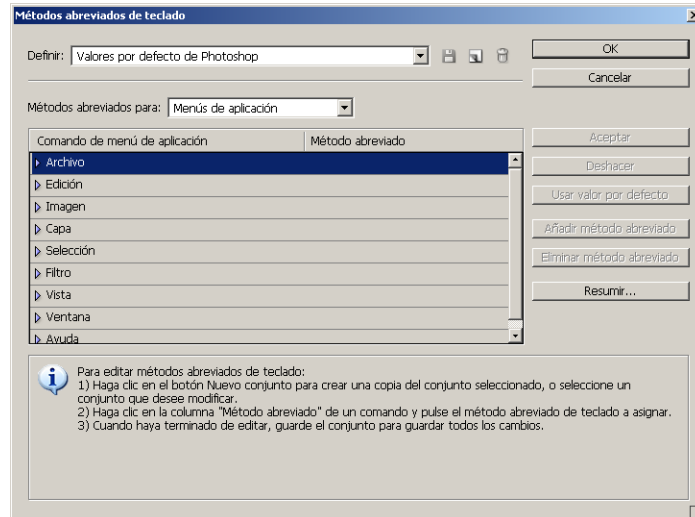 Métodos abreviados de teclado
Definir: Valores por defecto de Photoshop
OK
Cancelar
Métodos abreviados para: Menús de aplicación
Comando de menú de aplicación Método abreviado
Archivo
Edición
Imagen
Capa
Selección
Filtro
Vista
Ventana
Ayuda
Aceptar
Deshacer
Usar valor por defecto
Añadir método abreviado
Eliminar método abreviado
Resumir...
Para editar métodos abreviados de teclado:
1) Haga clic en el botón Nuevo conjunto para crear una copia del conjunto seleccionado, o seleccione un
conjunto que desee modificar.
2) Haga clic en la columna "Método abreviado" de un comando y pulse el método abreviado de teclado a asignar.
3) Cuando haya terminado de editar, guarde el conjunto para guardar todos los cambios.